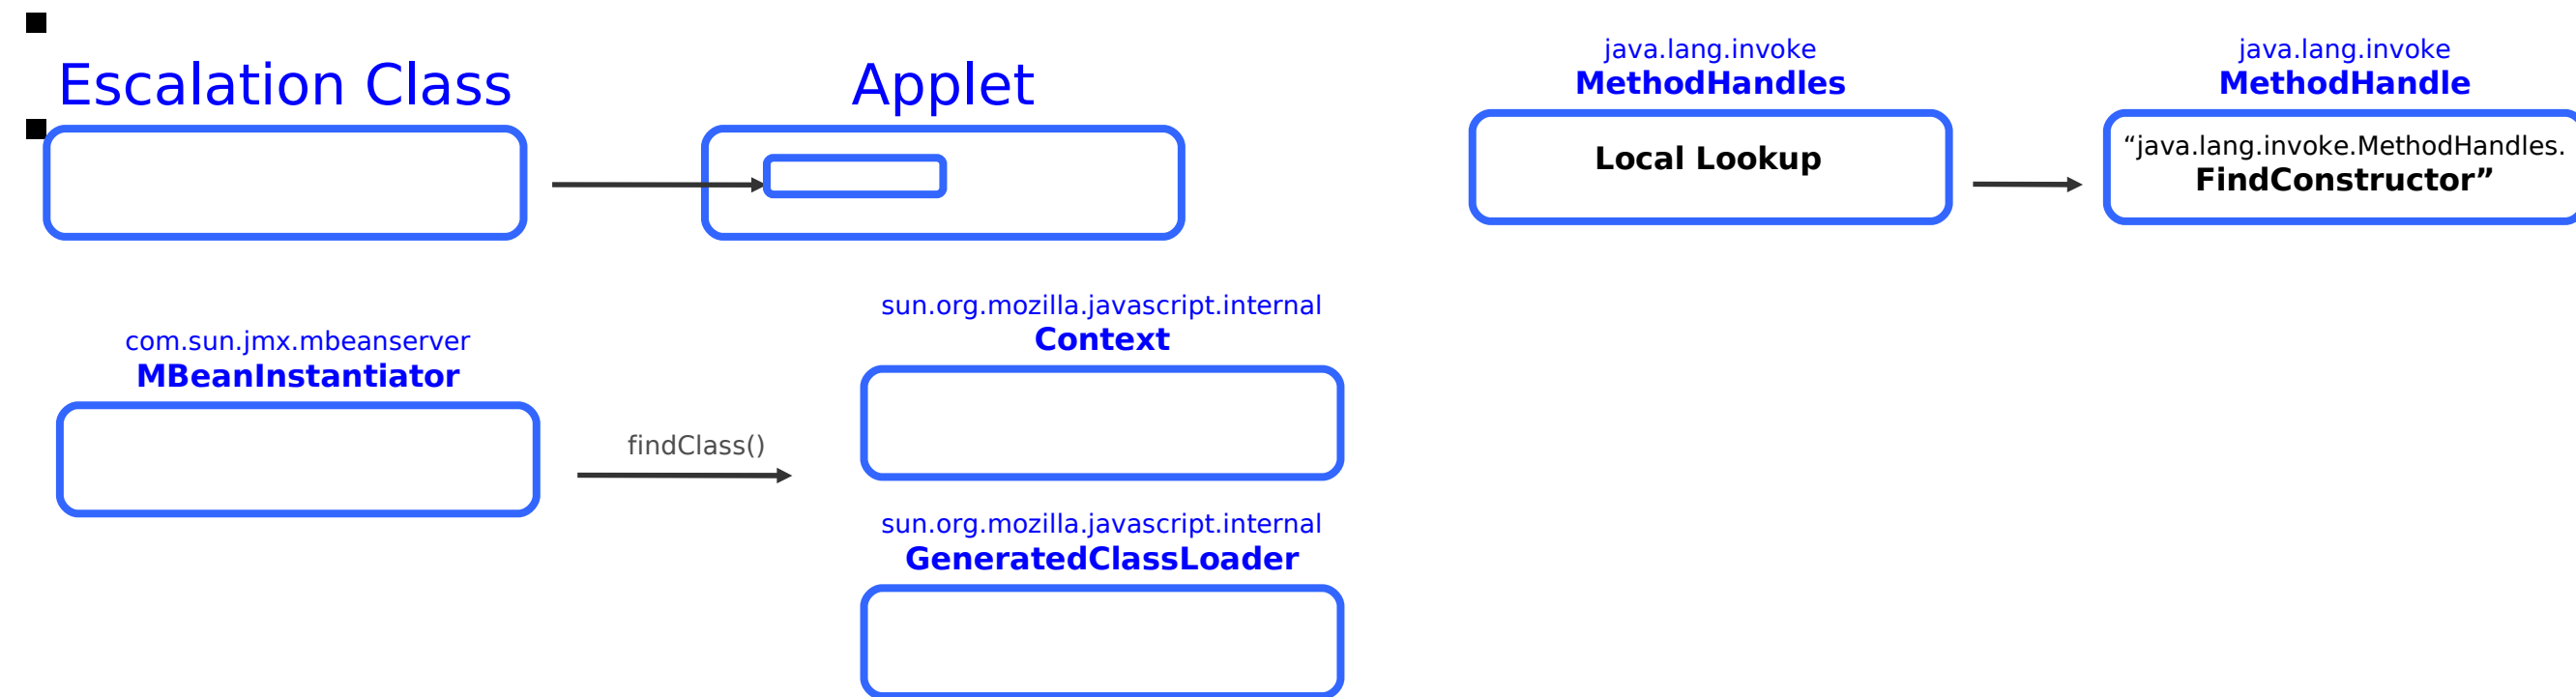 Escalation Class
Applet
java.lang.invoke
MethodHandles
Local Lookup
java.lang.invoke
MethodHandle
“java.lang.invoke.MethodHandles.
FindConstructor”
com.sun.jmx.mbeanserver
MBeanInstantiator
findClass()
sun.org.mozilla.javascript.internal
Context
sun.org.mozilla.javascript.internal
GeneratedClassLoader